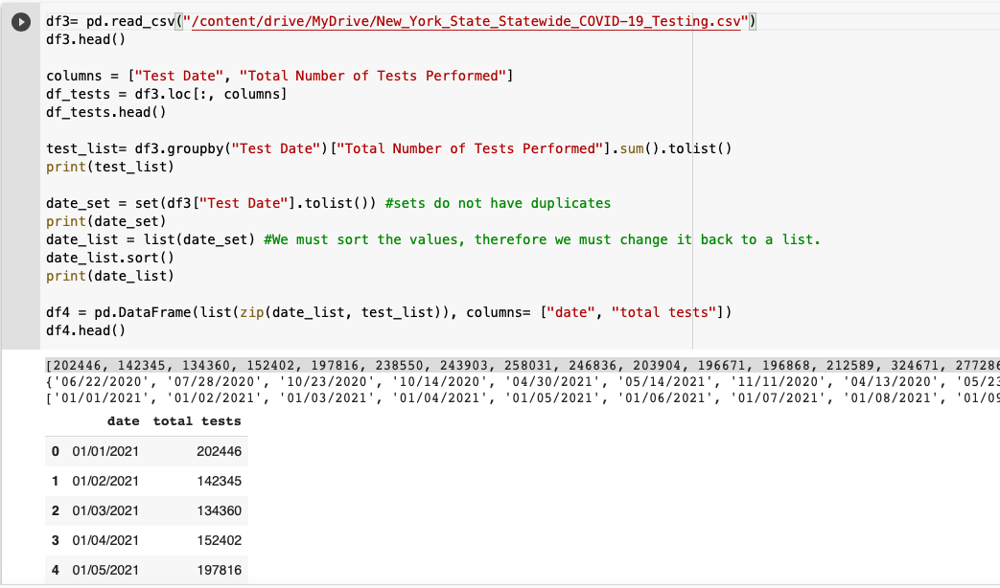 df3= pd.read_csv("/content/drive/MyDrive/New_York_State_Statewide_COVID-19_Testing.csv")
df3.head()
columns = ["Test Date", "Total Number of Tests Performed"]
df_tests = df3.loc[:, columns]
df_tests.head()
test_list= df3.groupby("Test Date")["Total Number of Tests Performed"].sum().tolist()
print(test_list)
date_set = set(df3["Test Date"].tolist()) #sets do not have duplicates
print(date_set)
date_list = list(date_set) #We must sort the values, therefore we must change it back to a list.
date_list.sort()
print(date_list)
df4 = pd.DataFrame(list(zip(date_list, test_list)), columns= ["date", "total tests"])
df4.head()
[202446, 142345, 134360, 152402, 197816, 238550, 243903, 258031, 246836, 203904, 196671, 196868, 212589, 324671, 277286
{'06/22/2020', '07/28/2020', '10/23/2020', '10/14/2020', '04/30/2021', '05/14/2021', '11/11/2020', '04/13/2020', '05/23
['01/01/2021', '01/02/2021', '01/03/2021', '01/04/2021', '01/05/2021', '01/06/2021', '01/07/2021', '01/08/2021', '01/09
date total tests
0 01/01/2021 202446
1 01/02/2021 142345
2 01/03/2021 134360
3 01/04/2021 152402
4 01/05/2021 197816